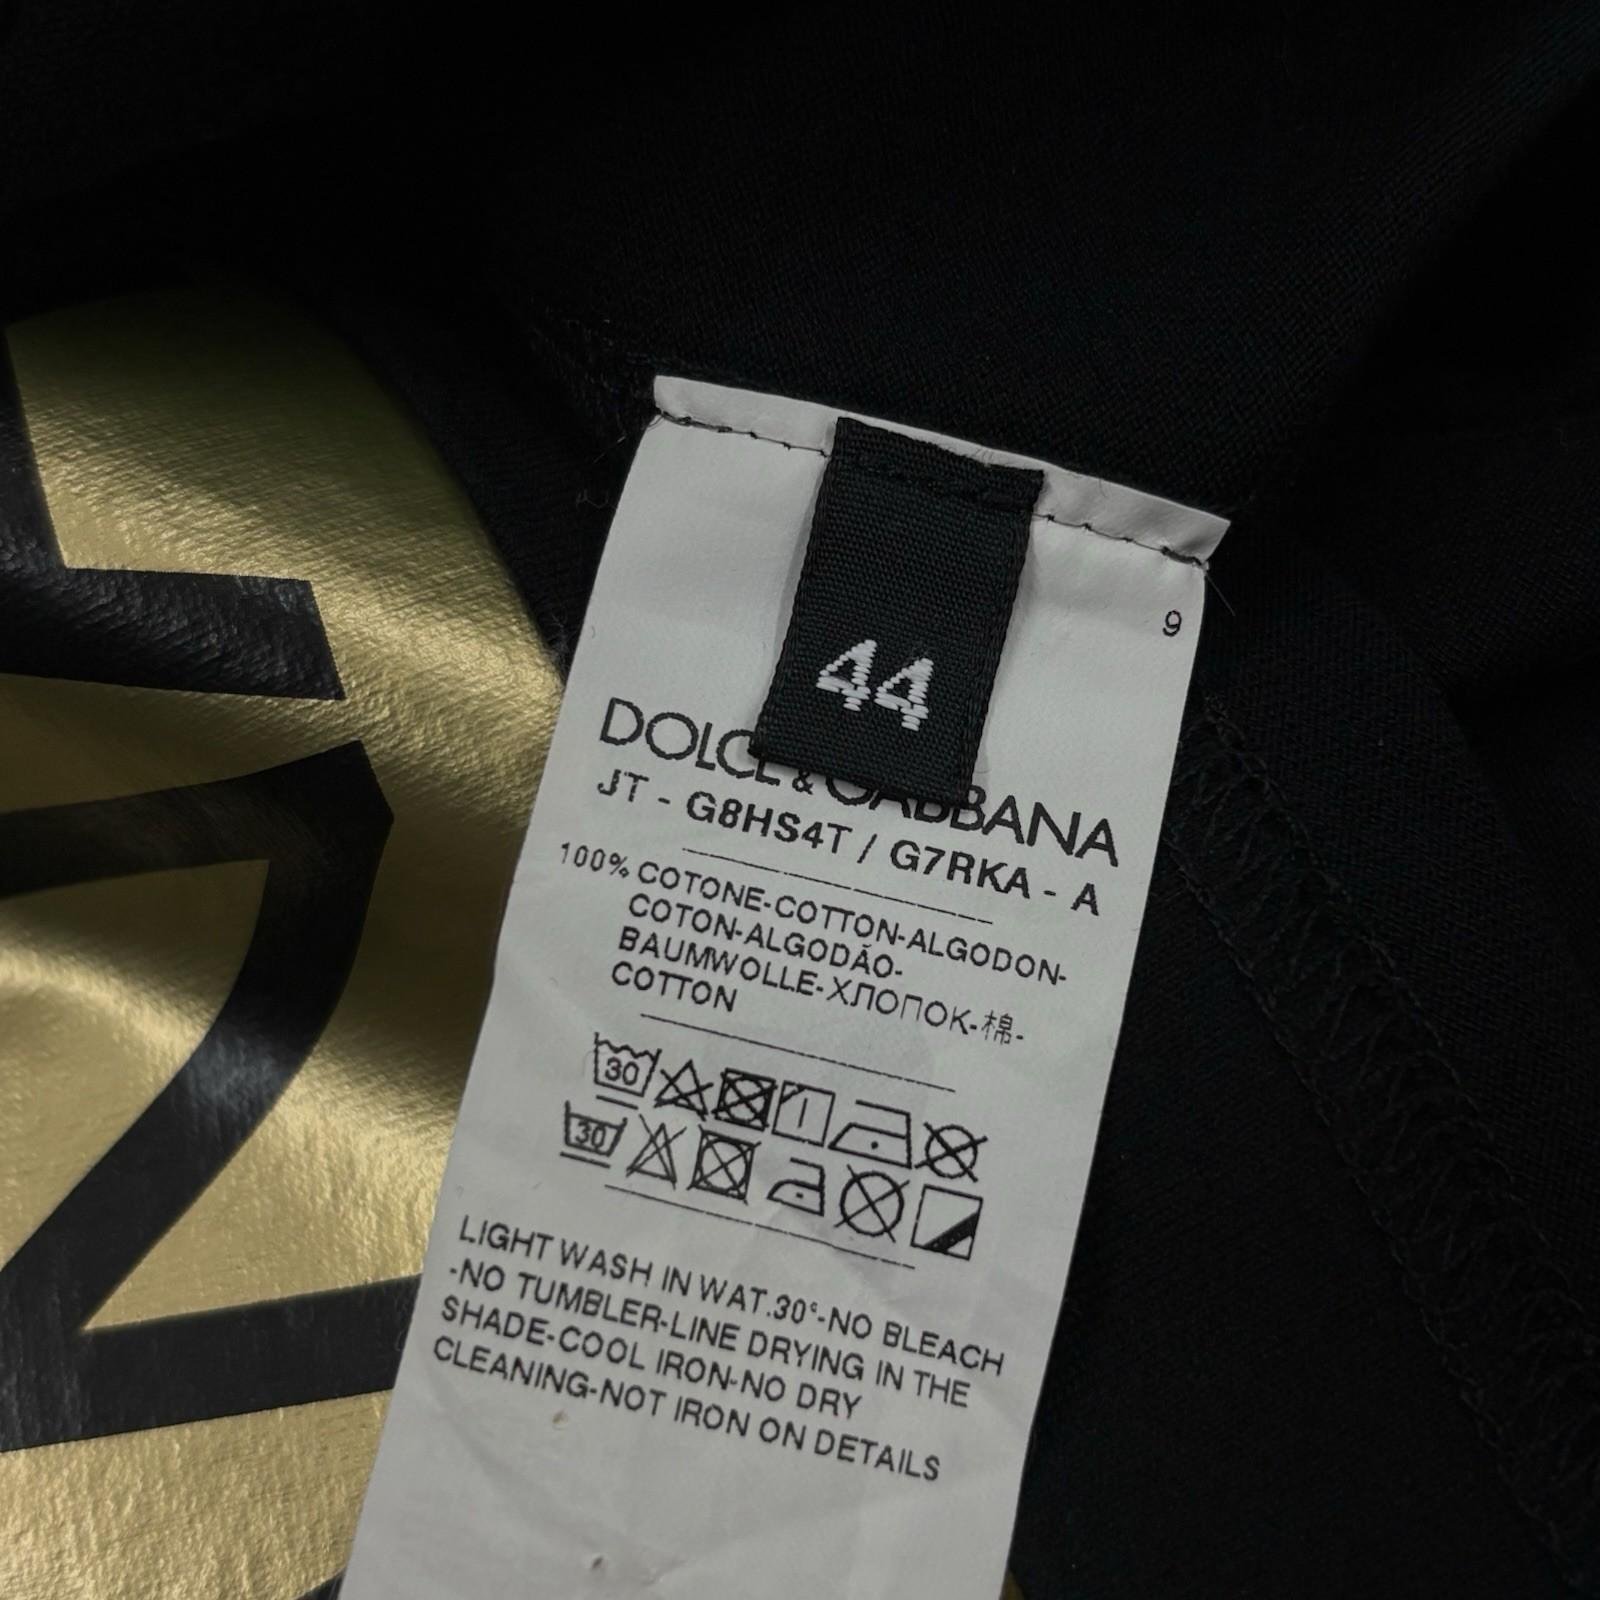 44
9
DOLCE & GABBANA
JT - G8HS4T / G7RKA - A
100% COTONE-COTTON-ALGODON-
COTON-ALGODÃO-
BAUMWOLLE-ХЛОПОК-棉-
COTTON
30
30
LIGHT WASH IN WAT.30°-NO BLEACH
-NO TUMBLER-LINE DRYING IN THE
SHADE-COOL IRON-NO DRY
CLEANING-NOT IRON ON DETAILS